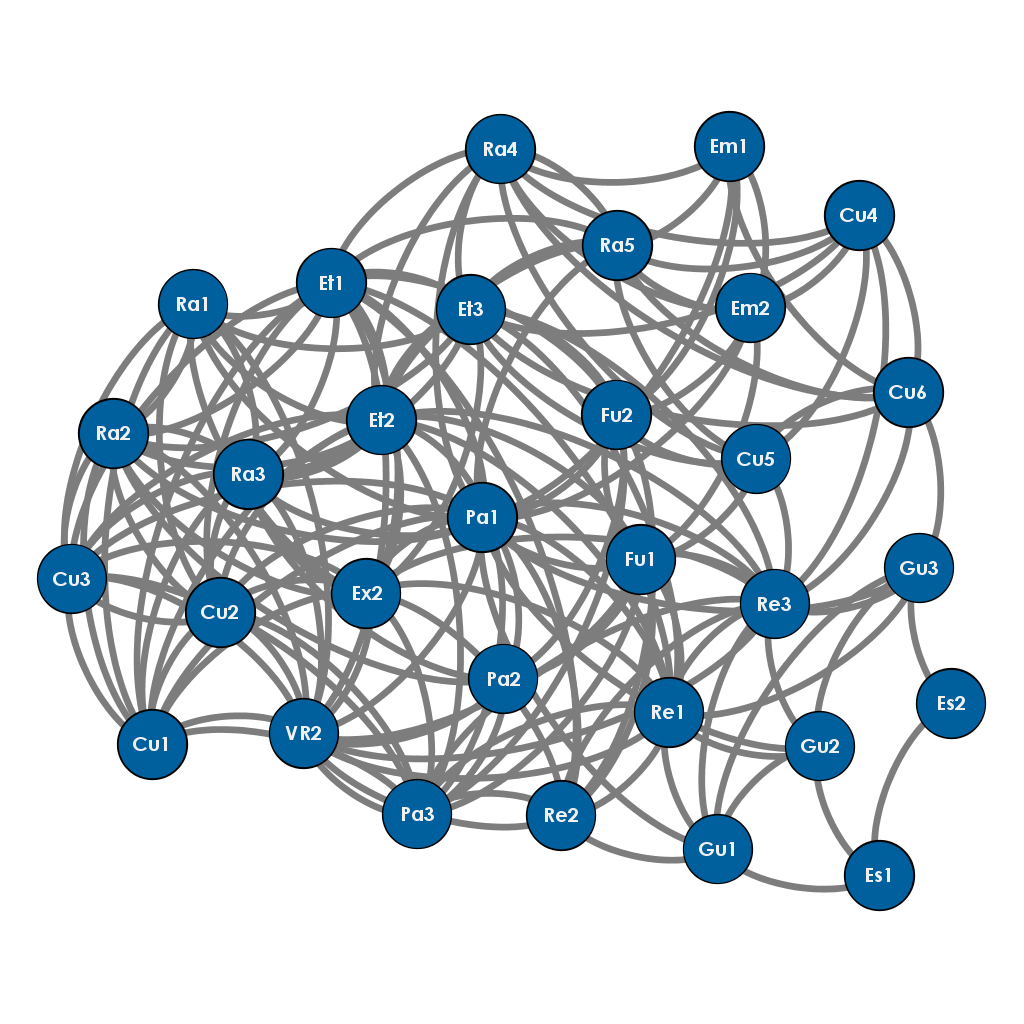 Ra4
Em1
Cu4
Ra5
Et1
Ra1
Et3
Em2
Cu6
Fu2
Et2
Ra2
Cu5
Ra3
Pa1
Fu1
Gu3
Cu3
Ex2
Re3
Cu2
Pa2
Es2
Re1
VR2
Cu1
Gu2
Pa3
Re2
Gu1
Es1